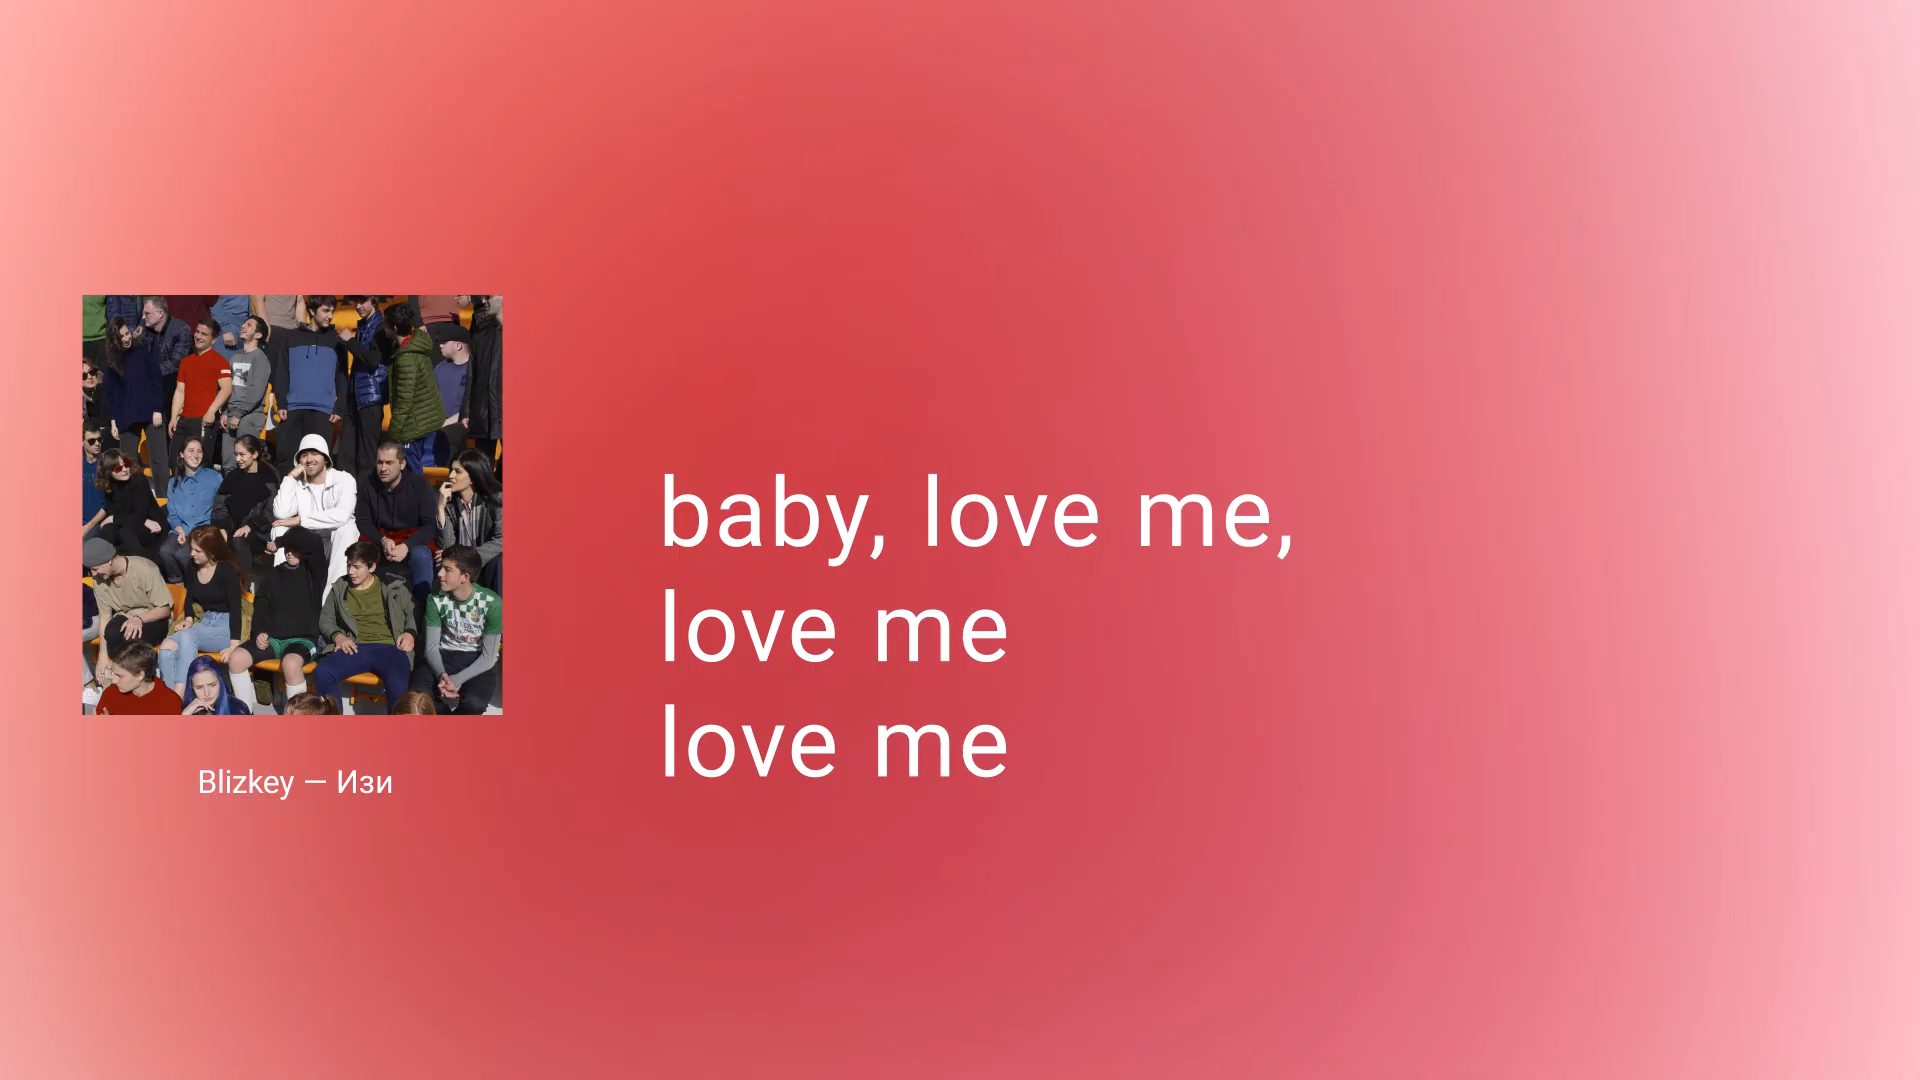 baby, love me,
love me
love me
Blizkey — Изи